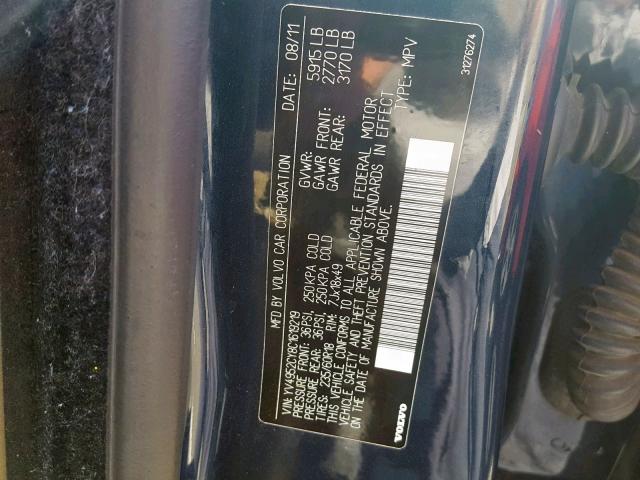 MFD BY VOLVO CAR CORPORATION DATE: 08/11
GVWR: 5915 LB
GAWR FRONT: 2770 LB
GAWR REAR: 3170 LB
VIN: YV4952CY8C1619219 TYPE: MPV
PRESSURE FRONT: 36PSI, 250KPA COLD
PRESSURE REAR: 36PSI, 250KPA COLD
TIRES: 235/60R18 RIM: 7Jx18x49
THIS VEHICLE CONFORMS TO ALL APPLICABLE FEDERAL MOTOR
VEHICLE SAFETY AND THEFT PREVENTION STANDARDS IN EFFECT
ON THE DATE OF MANUFACTURE SHOWN ABOVE.
VOLVO 31276274